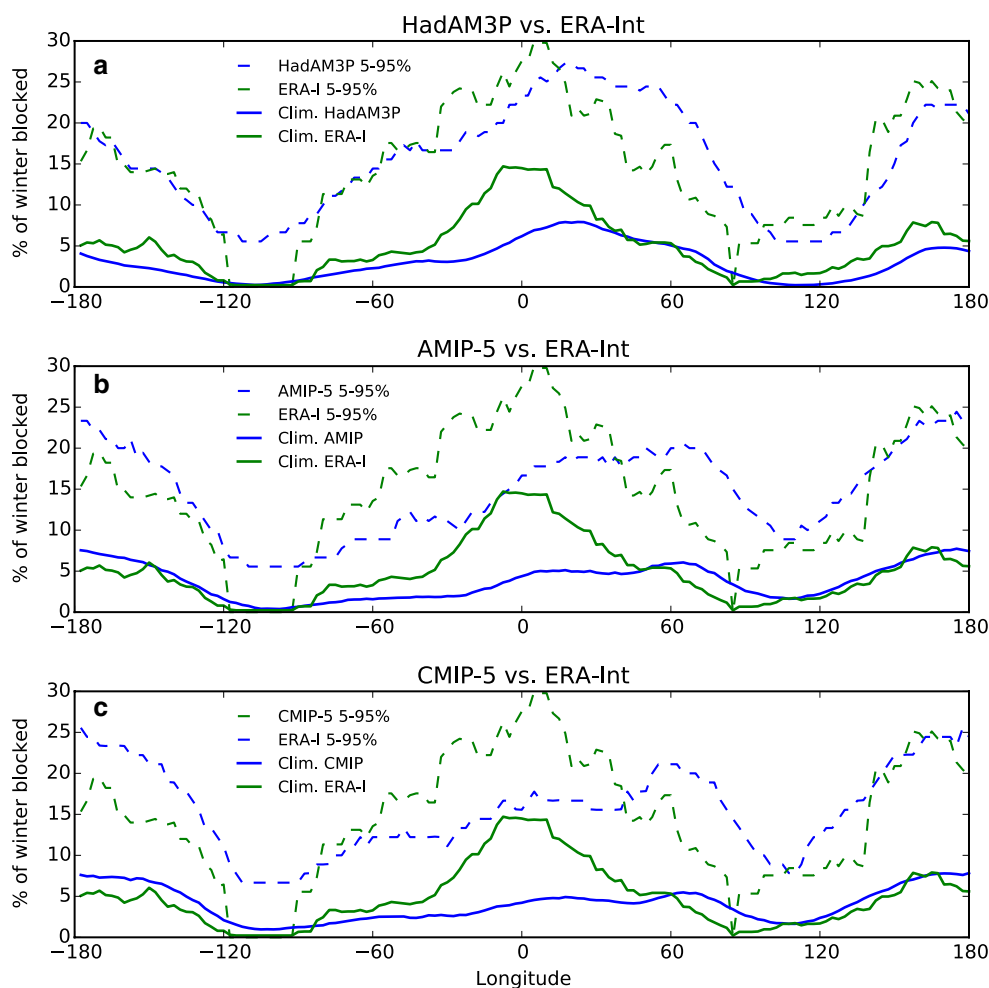 HadAM3P vs. ERA-Int
a
% of winter blocked
30
25
20
15
10
5
0
HadAM3P 5-95%
ERA-I 5-95%
Clim. HadAM3P
Clim. ERA-I
−180 −120 −60 0 60 120 180
AMIP-5 vs. ERA-Int
b
% of winter blocked
30
25
20
15
10
5
0
AMIP-5 5-95%
ERA-I 5-95%
Clim. AMIP
Clim. ERA-I
−180 −120 −60 0 60 120 180
CMIP-5 vs. ERA-Int
c
% of winter blocked
30
25
20
15
10
5
0
CMIP-5 5-95%
ERA-I 5-95%
Clim. CMIP
Clim. ERA-I
−180 −120 −60 0 60 120 180
Longitude